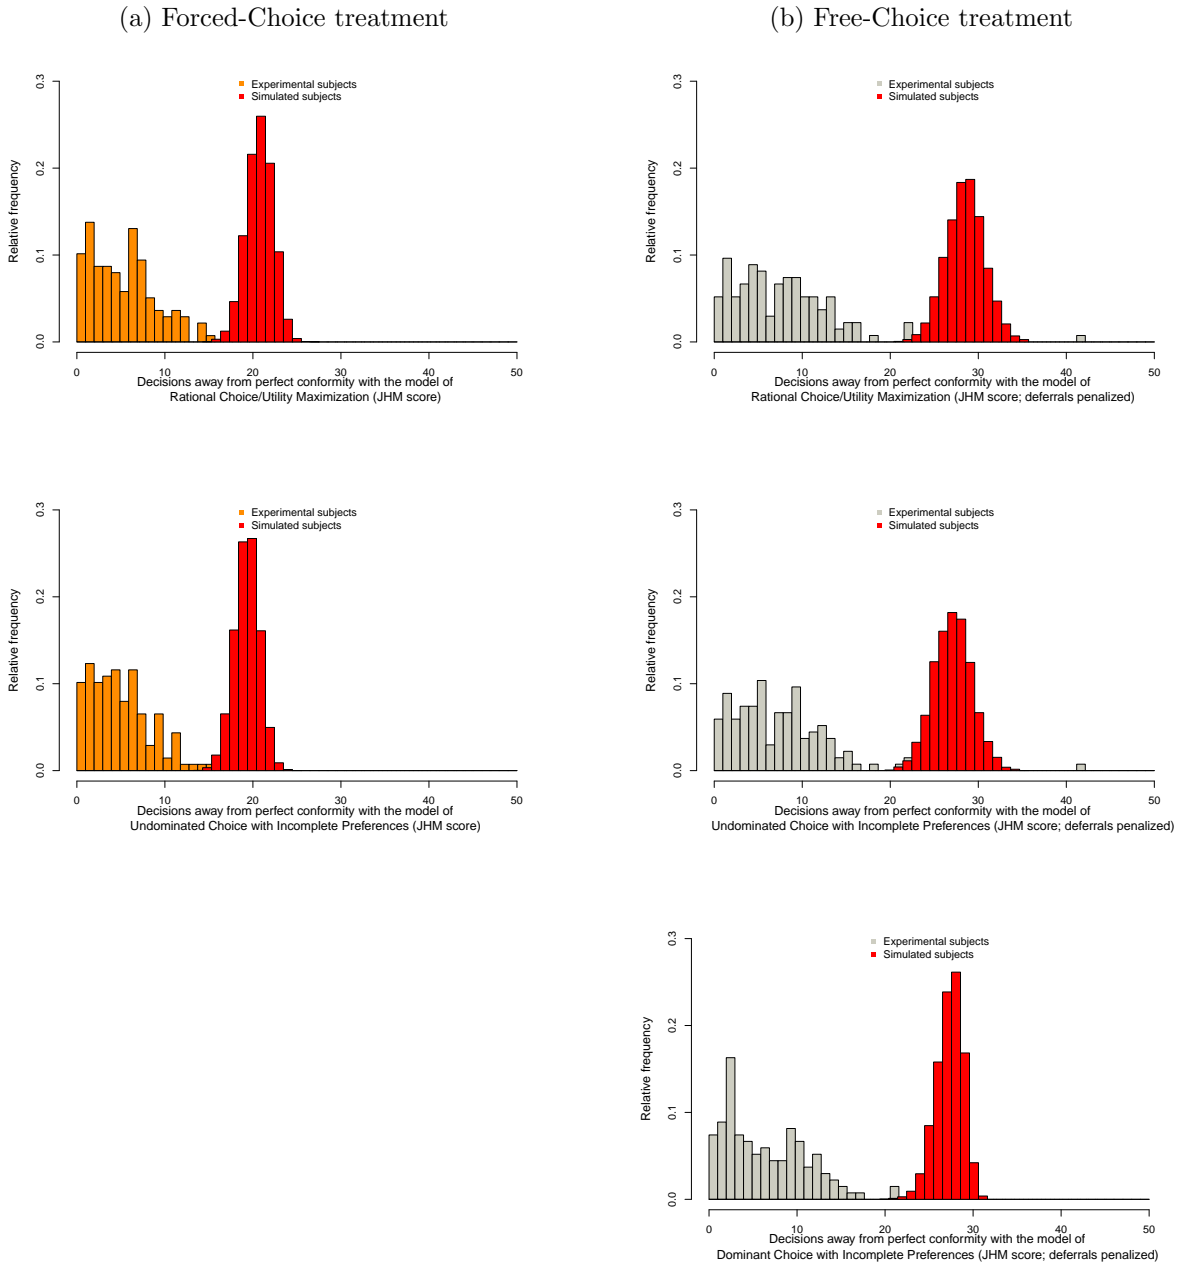 (a) Forced-Choice treatment
(b) Free-Choice treatment
Experimental subjects
Simulated subjects
Relative frequency
0.0
0.1
0.2
0.3
0 10 20 30 40 50
Decisions away from perfect conformity with the model of
Rational Choice/Utility Maximization (JHM score)
Experimental subjects
Simulated subjects
Relative frequency
0.0
0.1
0.2
0.3
0 10 20 30 40 50
Decisions away from perfect conformity with the model of
Rational Choice/Utility Maximization (JHM score; deferrals penalized)
Experimental subjects
Simulated subjects
Relative frequency
0.0
0.1
0.2
0.3
0 10 20 30 40 50
Decisions away from perfect conformity with the model of
Undominated Choice with Incomplete Preferences (JHM score)
Experimental subjects
Simulated subjects
Relative frequency
0.0
0.1
0.2
0.3
0 10 20 30 40 50
Decisions away from perfect conformity with the model of
Undominated Choice with Incomplete Preferences (JHM score; deferrals penalized)
Experimental subjects
Simulated subjects
Relative frequency
0.0
0.1
0.2
0.3
0 10 20 30 40 50
Decisions away from perfect conformity with the model of
Dominant Choice with Incomplete Preferences (JHM score; deferrals penalized)